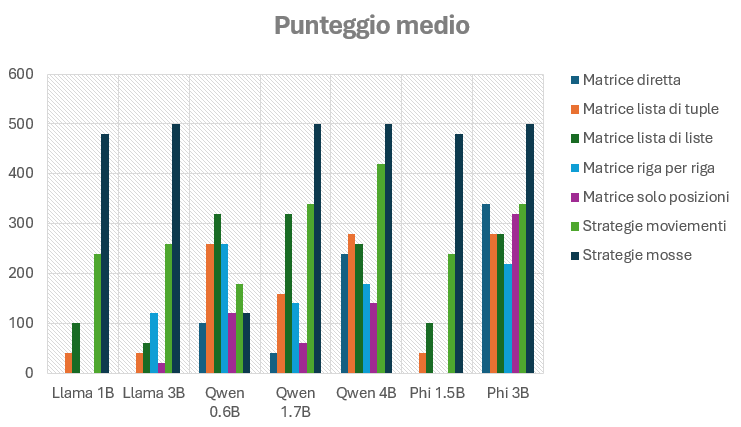 Punteggio medio
600
500
400
300
200
100
0
Llama 1B
Llama 3B
Qwen
0.6B
Qwen
1.7B
Qwen 4B
Phi 1.5B
Phi 3B
Matrice diretta
Matrice lista di tuple
Matrice lista di liste
Matrice riga per riga
Matrice solo posizioni
Strategie moviementi
Strategie mosse